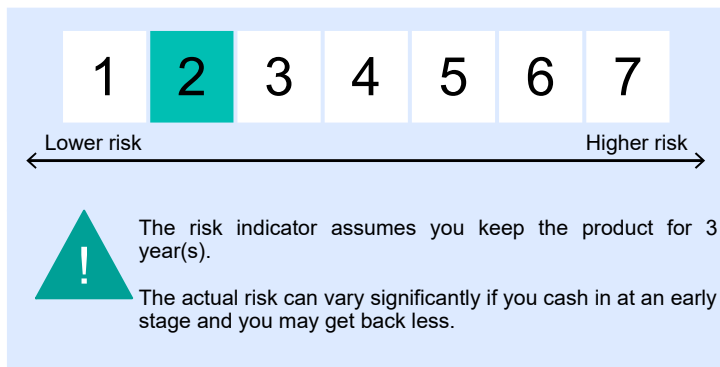 1 2 3 4 5 6 7
Lower risk Higher risk
The risk indicator assumes you keep the product for 3
year(s).
!
The actual risk can vary significantly if you cash in at an early
stage and you may get back less.